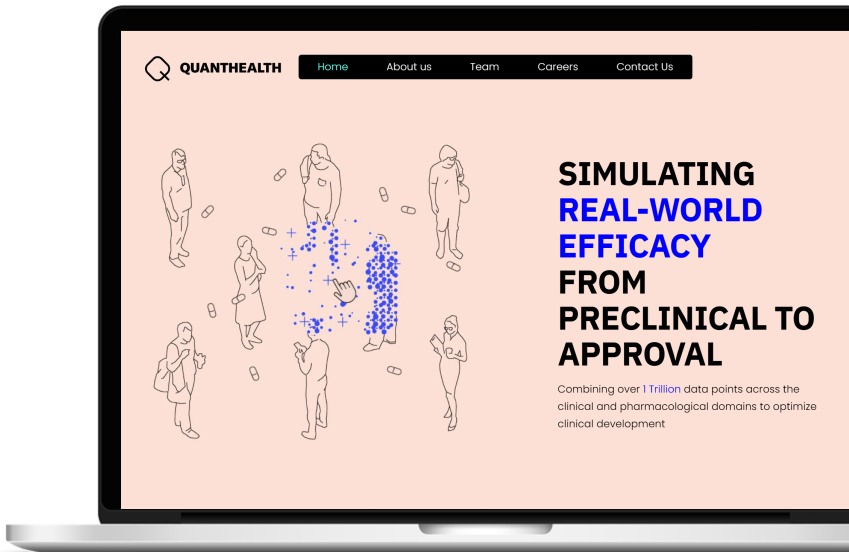 QUANTHEALTH
Home About us Team Careers Contact Us
SIMULATING
REAL-WORLD
EFFICACY
FROM
PRECLINICAL TO
APPROVAL
Combining over 1 Trillion data points across the
clinical and pharmacological domains to optimize
clinical development